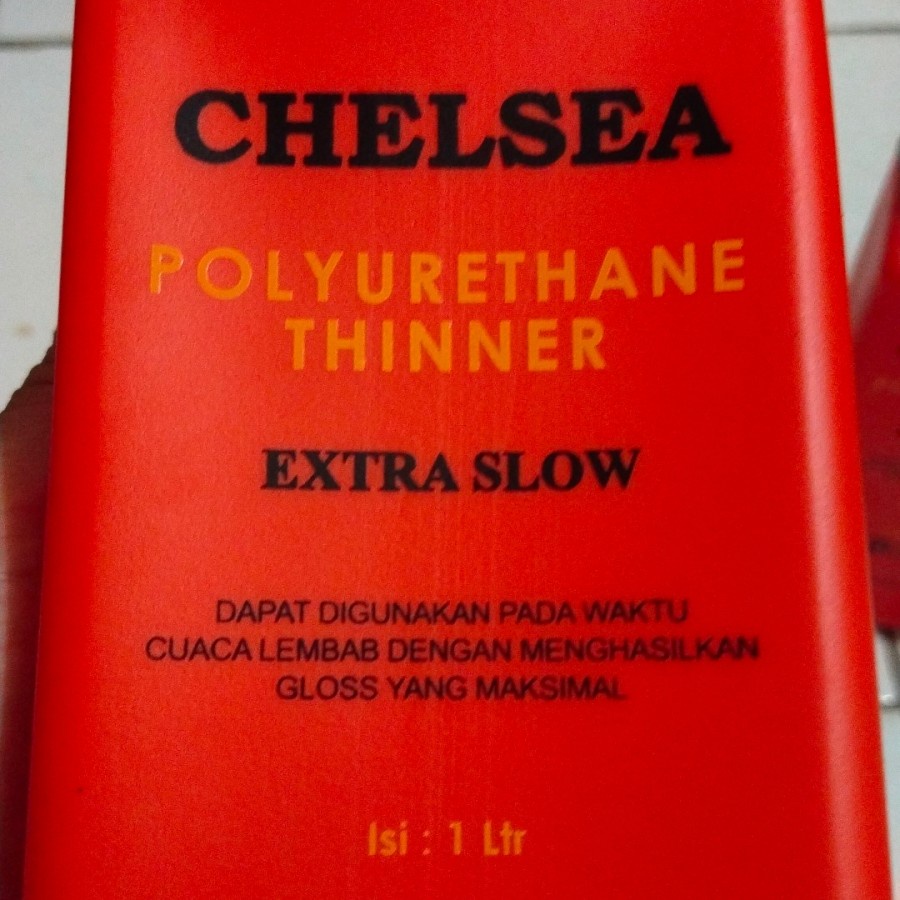 CHELSEA
POLYURETHANE
THINNER
EXTRA SLOW
DAPAT DIGUNAKAN PADA WAKTU
CUACA LEMBAB DENGAN MENGHASILKAN
GLOSS YANG MAKSIMAL
Isi : 1 Ltr